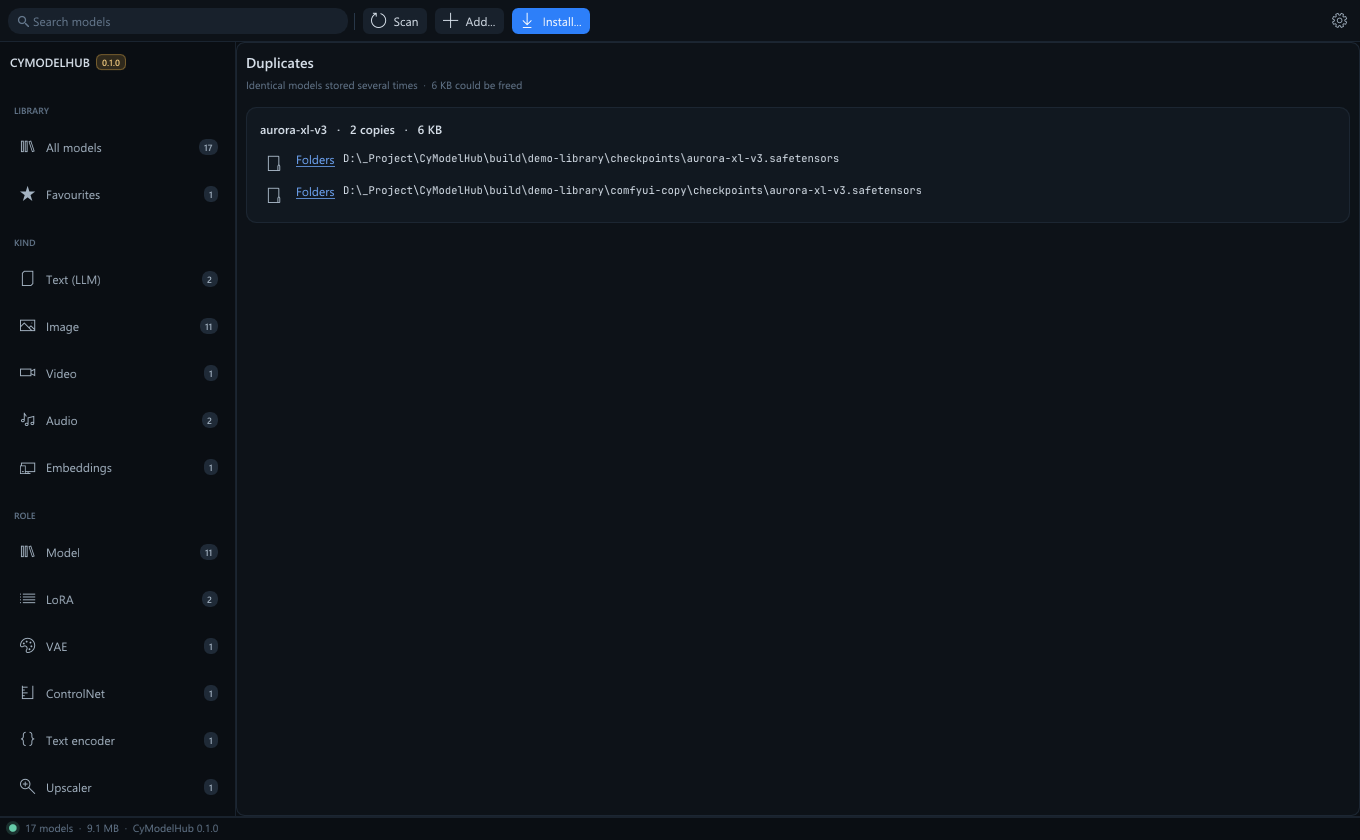 Search models
Scan
Add...
Install...
CYMODELHUB 0.1.0
LIBRARY
All models 17
Favourites 1
KIND
Text (LLM) 2
Image 11
Video 1
Audio 2
Embeddings 1
ROLE
Model 11
LoRA 2
VAE 1
ControlNet 1
Text encoder 1
Upscaler 1
Duplicates
Identical models stored several times · 6 KB could be freed
aurora-xl-v3 · 2 copies · 6 KB
Folders D:\_Project\CyModelHub\build\demo-library\checkpoints\aurora-xl-v3.safetensors
Folders D:\_Project\CyModelHub\build\demo-library\comfyui-copy\checkpoints\aurora-xl-v3.safetensors
17 models · 9.1 MB · CyModelHub 0.1.0